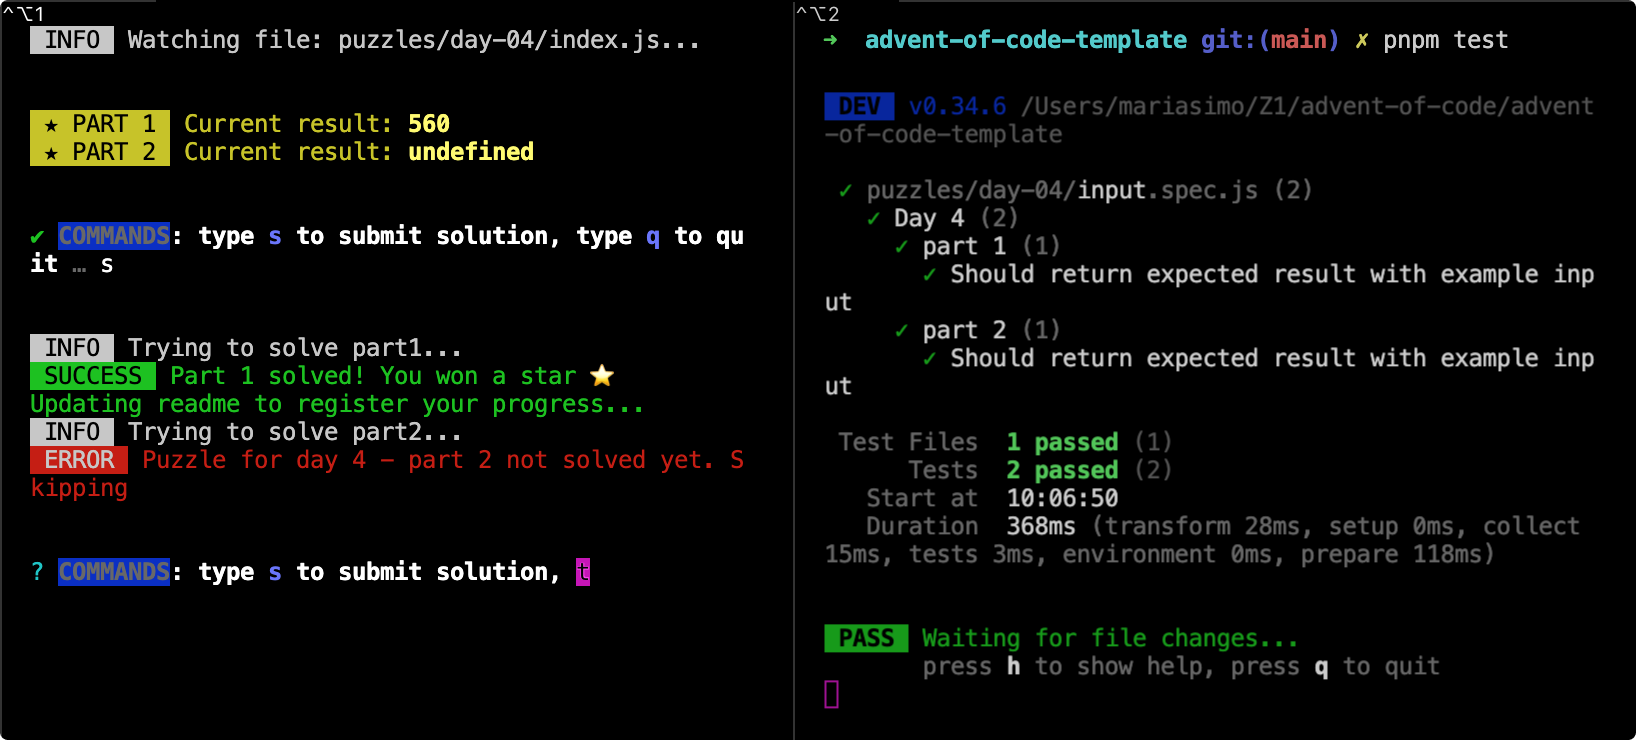 ⌃⌥1
INFO Watching file: puzzles/day-04/index.js...
★ PART 1 Current result: 560
★ PART 2 Current result: undefined
✔ COMMANDS: type s to submit solution, type q to qu
it … s
INFO Trying to solve part1...
SUCCESS Part 1 solved! You won a star ⭐
Updating readme to register your progress...
INFO Trying to solve part2...
ERROR Puzzle for day 4 - part 2 not solved yet. S
kipping
? COMMANDS: type s to submit solution, t
⌃⌥2
➜ advent-of-code-template git:(main) ✗ pnpm test
DEV v0.34.6 /Users/mariasimo/Z1/advent-of-code/advent
-of-code-template
✓ puzzles/day-04/input.spec.js (2)
✓ Day 4 (2)
✓ part 1 (1)
✓ Should return expected result with example inp
ut
✓ part 2 (1)
✓ Should return expected result with example inp
ut
Test Files 1 passed (1)
Tests 2 passed (2)
Start at 10:06:50
Duration 368ms (transform 28ms, setup 0ms, collect
15ms, tests 3ms, environment 0ms, prepare 118ms)
PASS Waiting for file changes...
press h to show help, press q to quit